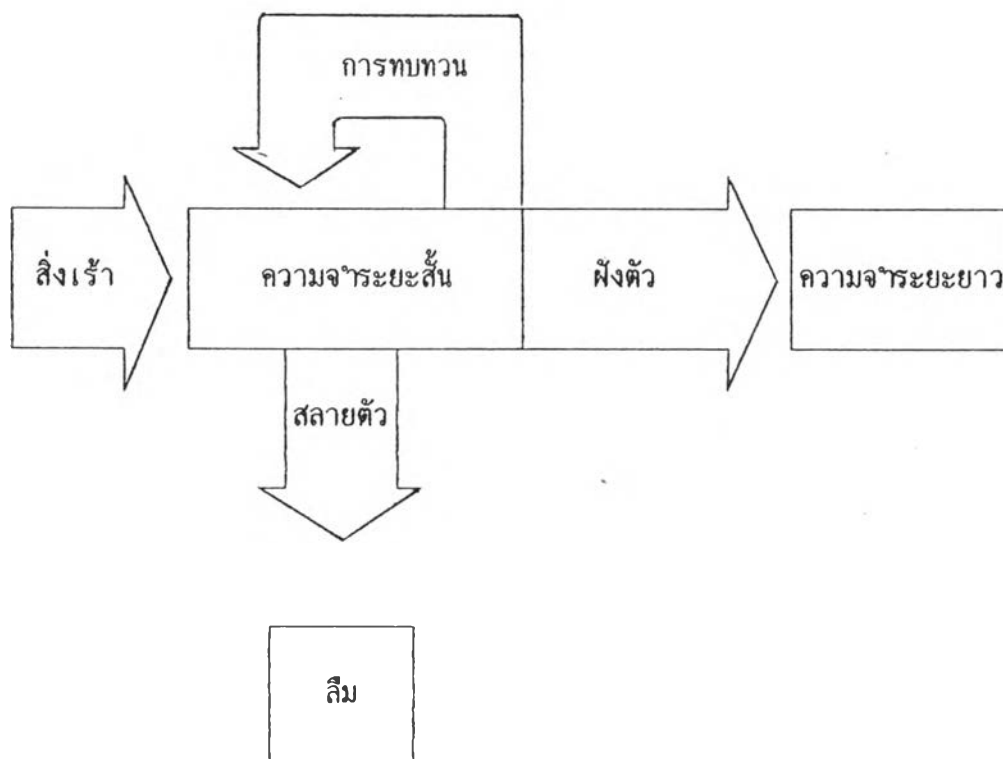 การทบทวน
สิ่งเร้า
ความจำระยะสั้น
ฝังตัว
ความจำระยะยาว
สลายตัว
ลืม